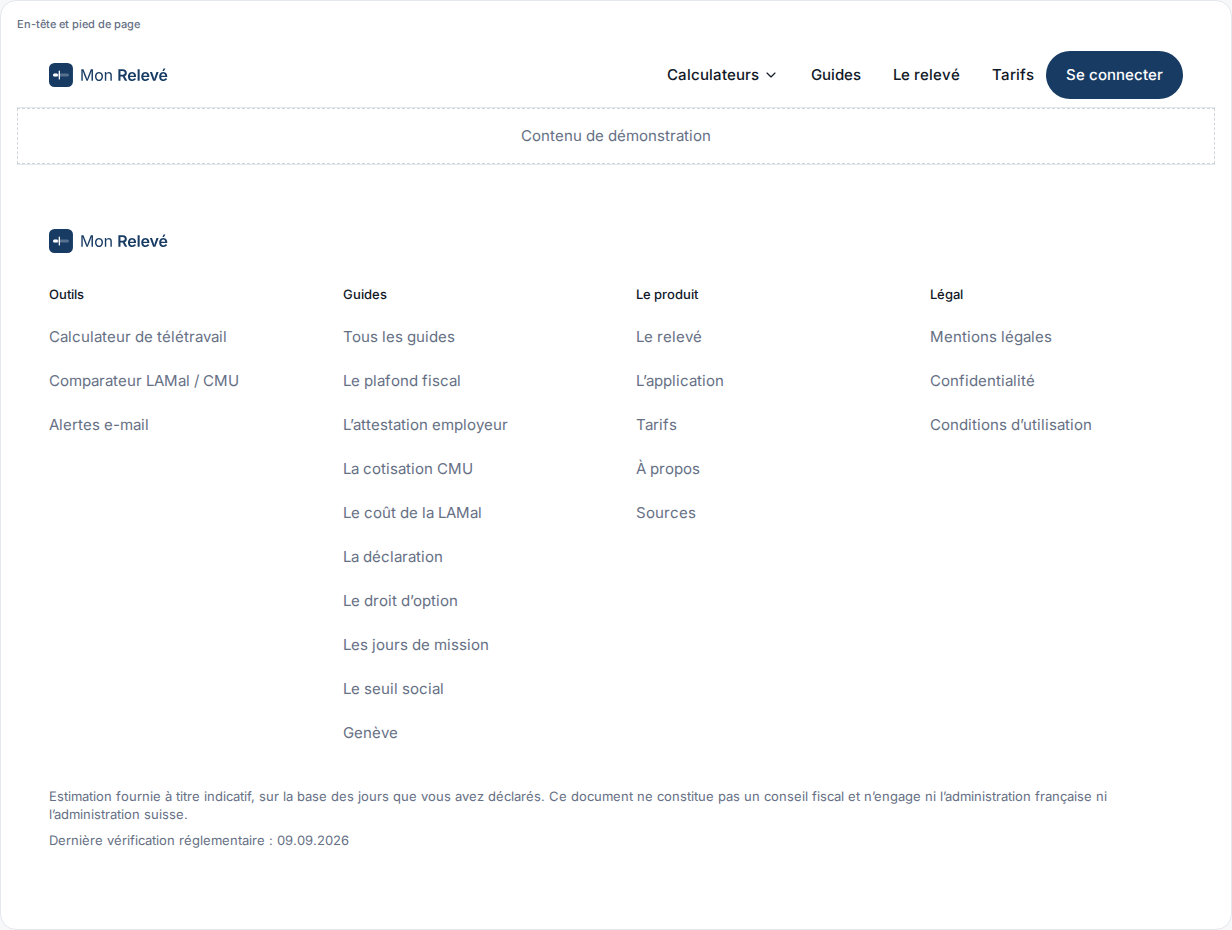 En-tête et pied de page
Mon Relevé
Calculateurs
Guides
Le relevé
Tarifs
Se connecter
Contenu de démonstration
Mon Relevé
Outils
Calculateur de télétravail
Comparateur LAMal / CMU
Alertes e-mail
Guides
Tous les guides
Le plafond fiscal
L’attestation employeur
La cotisation CMU
Le coût de la LAMal
La déclaration
Le droit d’option
Les jours de mission
Le seuil social
Genève
Le produit
Le relevé
L’application
Tarifs
À propos
Sources
Légal
Mentions légales
Confidentialité
Conditions d’utilisation
Estimation fournie à titre indicatif, sur la base des jours que vous avez déclarés. Ce document ne constitue pas un conseil fiscal et n’engage ni l’administration française ni
l’administration suisse.
Dernière vérification réglementaire : 09.09.2026